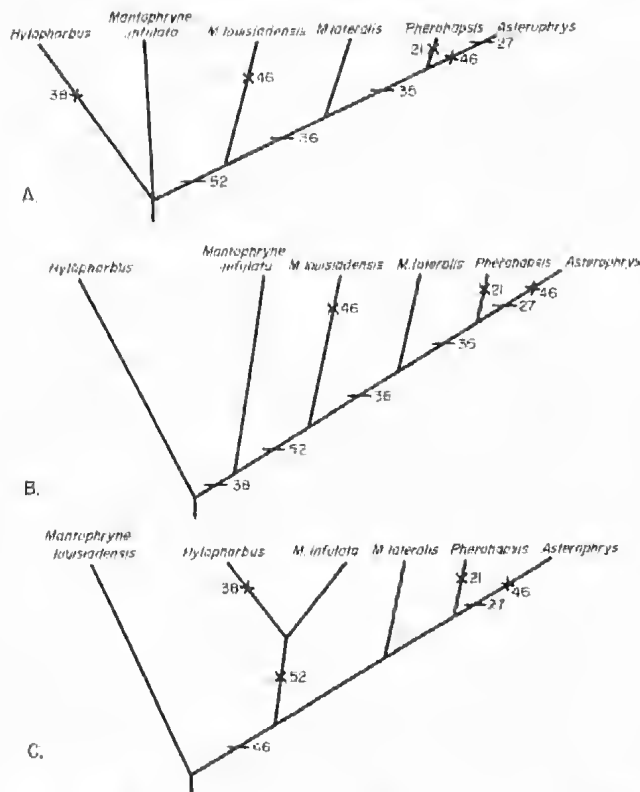 Hylophorbus
Mantophryne infulata
M. louisiadensis
M. lateralis
Pherohapsis
Asterophrys
38
46
21
46
27
35
36
52
A.
Hylophorbus
Mantophryne infulata
M. louisiadensis
M. lateralis
Pherohapsis
Asterophrys
46
21
46
27
35
36
52
38
B.
Mantophryne louisiadensis
Hylophorbus
M. infulata
M. lateralis
Pherohapsis
Asterophrys
38
21
46
27
52
46
C.